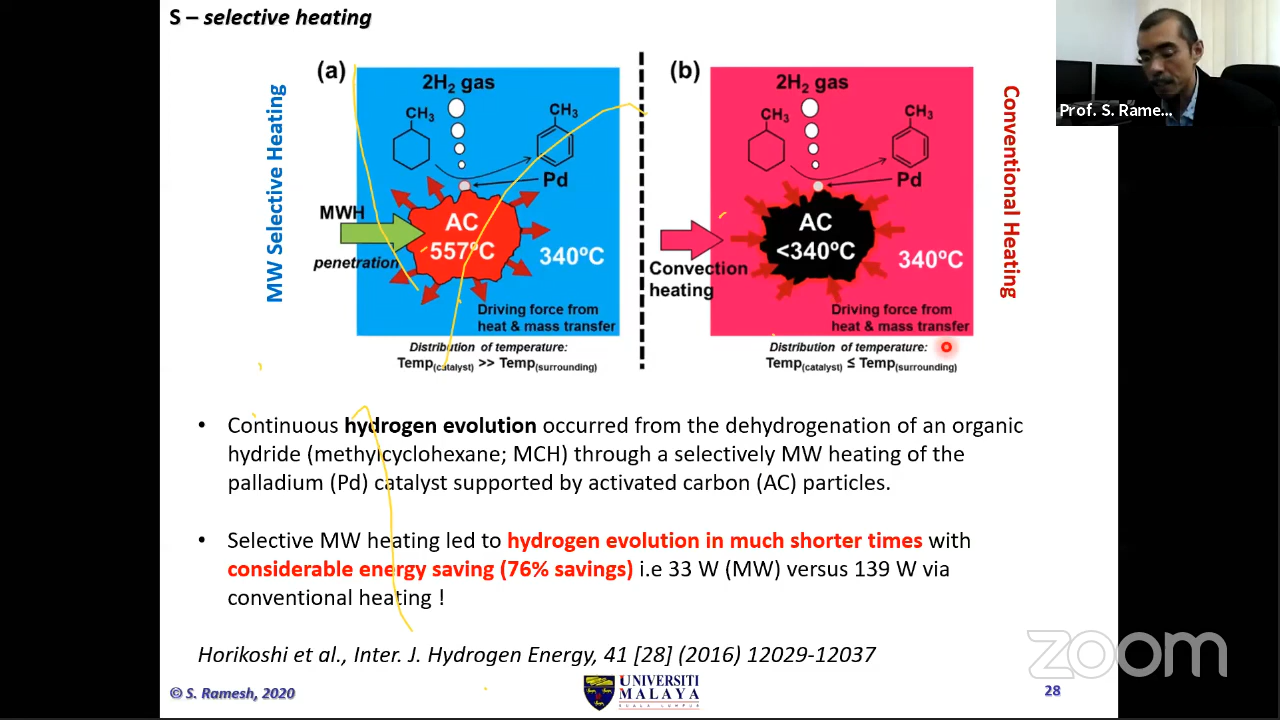 S – selective heating
MW Selective Heating
(a)
2H2 gas
CH3
CH3
Pd
MWH
penetration
AC
557ºC
340ºC
Driving force from
heat & mass transfer
Distribution of temperature:
Temp(catalyst) >> Temp(surrounding)
(b)
2H2 gas
CH3
CH3
Pd
Convection
heating
AC
<340ºC
340ºC
Driving force from
heat & mass transfer
Distribution of temperature:
Temp(catalyst) ≤ Temp(surrounding)
Conventional Heating
Prof. S. Rame...
• Continuous hydrogen evolution occurred from the dehydrogenation of an organic
hydride (methylcyclohexane; MCH) through a selectively MW heating of the
palladium (Pd) catalyst supported by activated carbon (AC) particles.
• Selective MW heating led to hydrogen evolution in much shorter times with
considerable energy saving (76% savings) i.e 33 W (MW) versus 139 W via
conventional heating !
Horikoshi et al., Inter. J. Hydrogen Energy, 41 [28] (2016) 12029-12037
zoom
© S. Ramesh, 2020
UNIVERSITI
MALAYA
KUALA LUMPUR
28